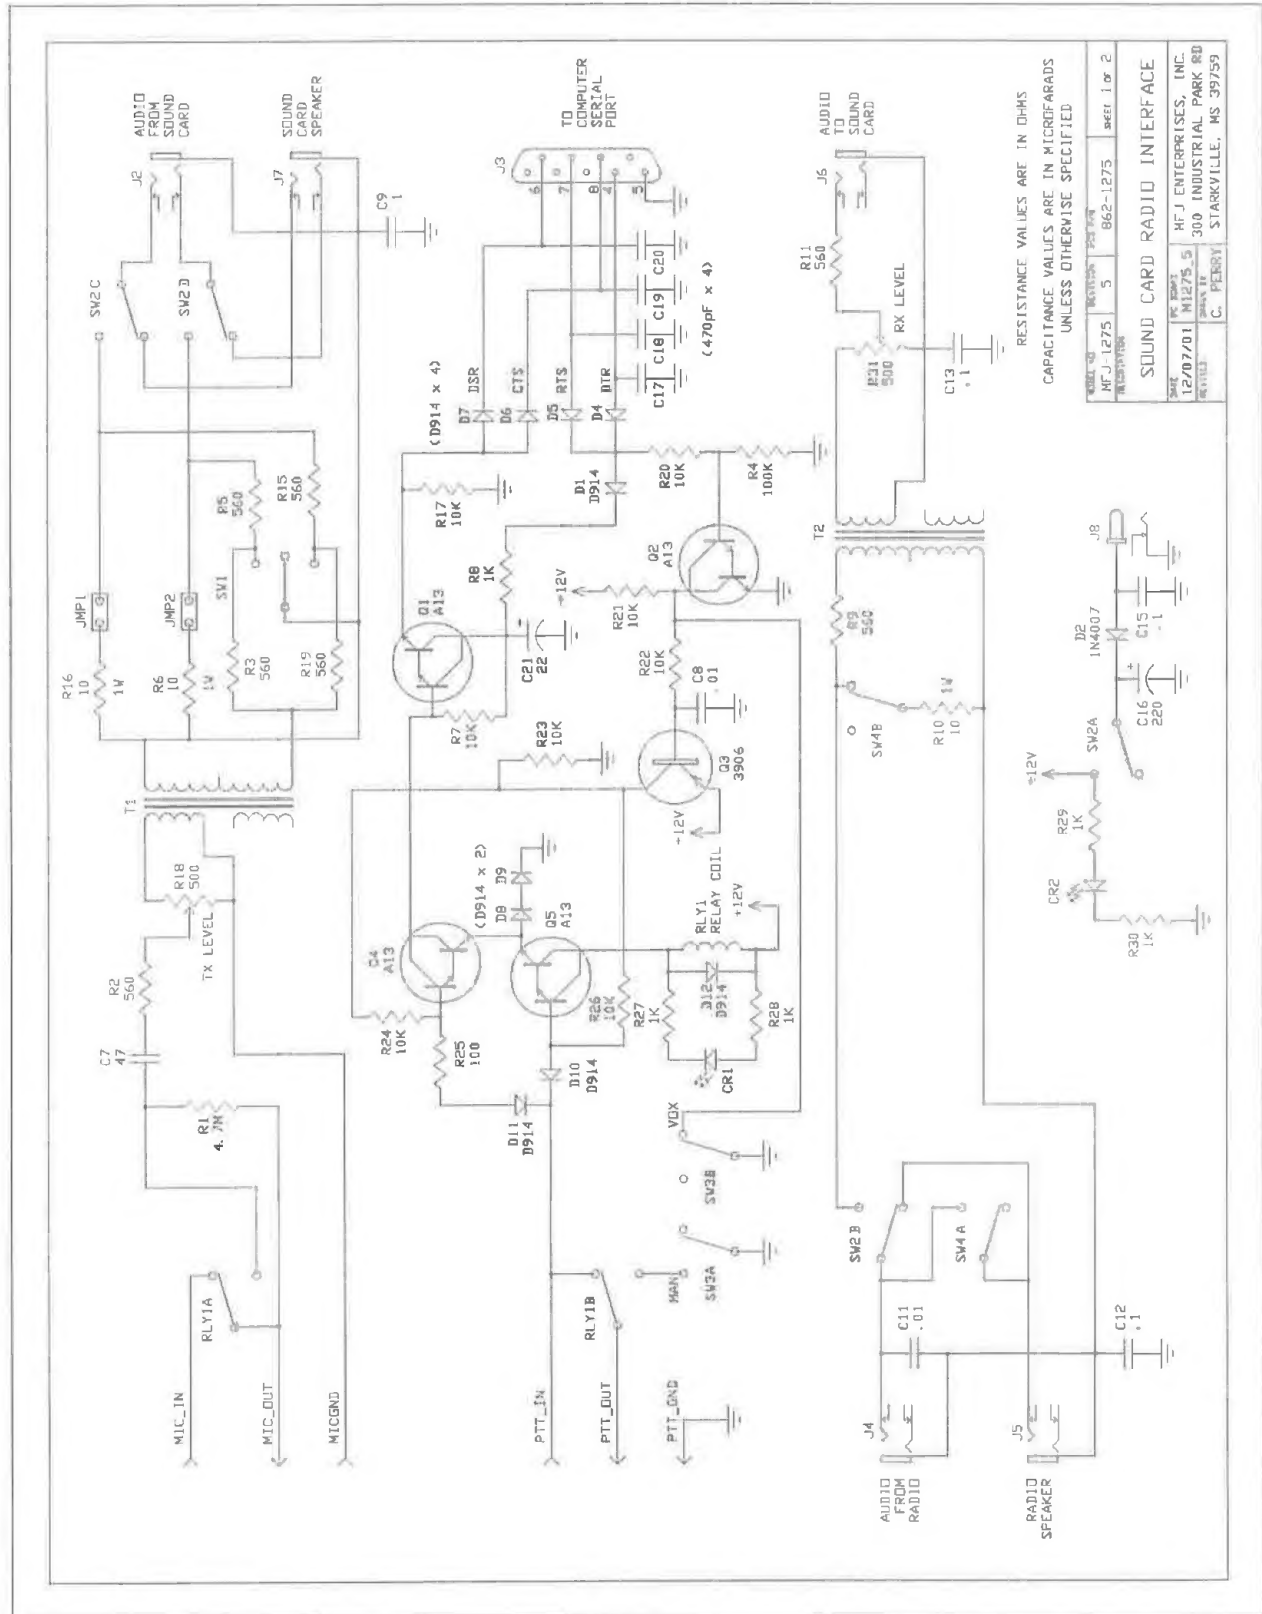 AUDIO
FROM
SOUND
CARD
J2
SW2C
SW2D
SOUND
CARD
SPEAKER
J7
C9
.1
R16
10
1W
JMP1
R6
10
1W
JMP2
R5
560
R15
560
SW1
R3
560
R19
560
T1
R18
500
TX LEVEL
R2
560
C7
47
R1
4.7M
RLY1A
MIC_IN
MIC_OUT
MICGND
TO
COMPUTER
SERIAL
PORT
J3
6
7
8
4
5
C20
C19
C18
C17
(470pF x 4)
(D914 x 4)
D7
DSR
D6
CTS
D5
RTS
D4
DTR
R17
10K
R8
1K
D1
D914
R20
10K
R4
100K
Q1
A13
C21
22
+12V
R21
10K
Q2
A13
R7
10K
R22
10K
C8
.01
R23
10K
Q3
3906
+12V
(D914 x 2)
D8
D9
Q4
A13
Q5
A13
RLY1
RELAY COIL
+12V
R24
10K
R25
100
R26
10K
R27
1K
D12
D914
R28
1K
CR1
D10
D914
D11
D914
VOX
SW3B
MAN
SW3A
PTT_IN
PTT_OUT
PTT_GND
RLY1B
AUDIO
TO
SOUND
CARD
J6
R11
560
RX LEVEL
R31
500
C13
.1
T2
R9
560
SW4B
R10
10
1W
SW2B
SW4A
C11
.01
C12
.1
J4
J5
AUDIO
FROM
RADIO
RADIO
SPEAKER
J8
D2
1N4007
C15
.1
C16
220
SW2A
+12V
R29
1K
CR2
R30
1K
RESISTANCE VALUES ARE IN OHMS
CAPACITANCE VALUES ARE IN MICROFARADS
UNLESS OTHERWISE SPECIFIED
MODEL NO
MFJ-1275
REVISION
5
862-1275
SHEET 1 OF 2
SOUND CARD RADIO INTERFACE
DATE
12/07/01
M1275_5
C. PERRY
MFJ ENTERPRISES, INC.
300 INDUSTRIAL PARK RD
STARKVILLE, MS 39759